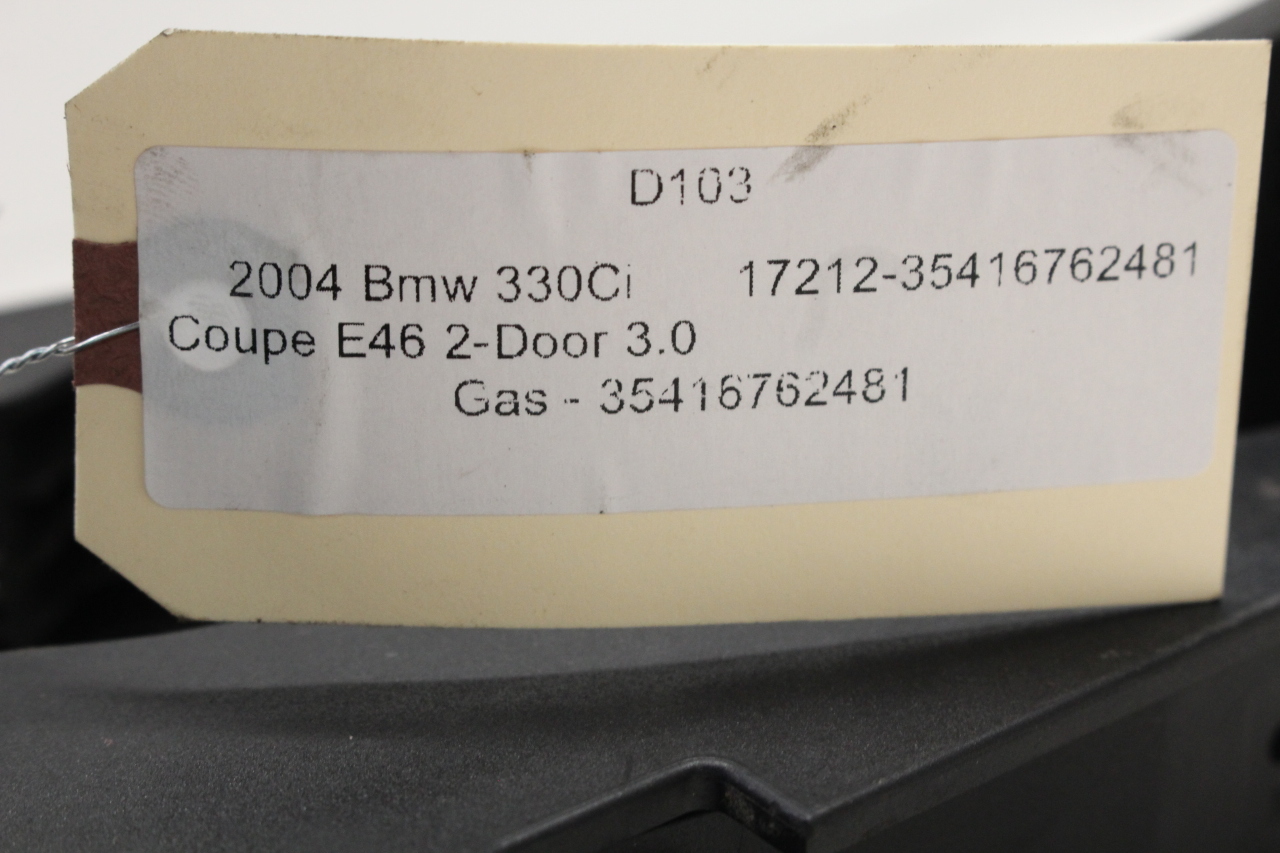 D103
2004 Bmw 330Ci 17212-35416762481
Coupe E46 2-Door 3.0
Gas - 35416762481